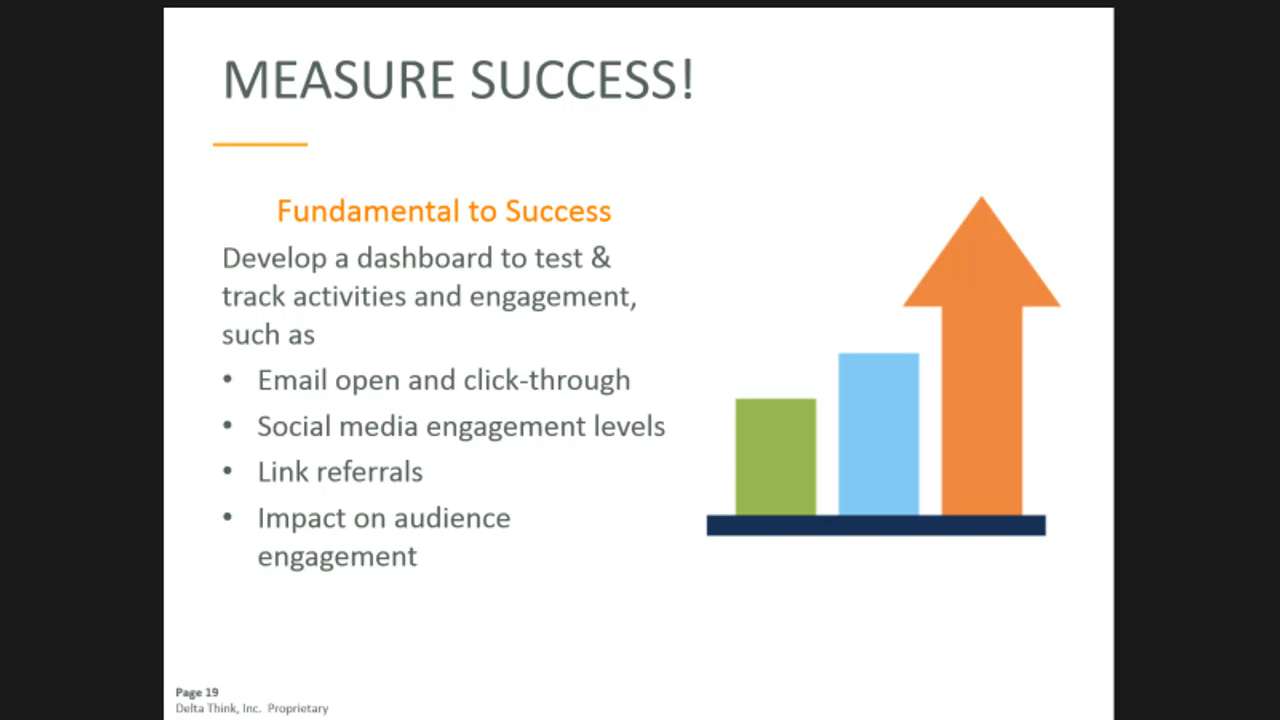 MEASURE SUCCESS!
Fundamental to Success
Develop a dashboard to test &
track activities and engagement,
such as
• Email open and click-through
• Social media engagement levels
• Link referrals
• Impact on audience
engagement
Page 19
Delta Think, Inc. Proprietary